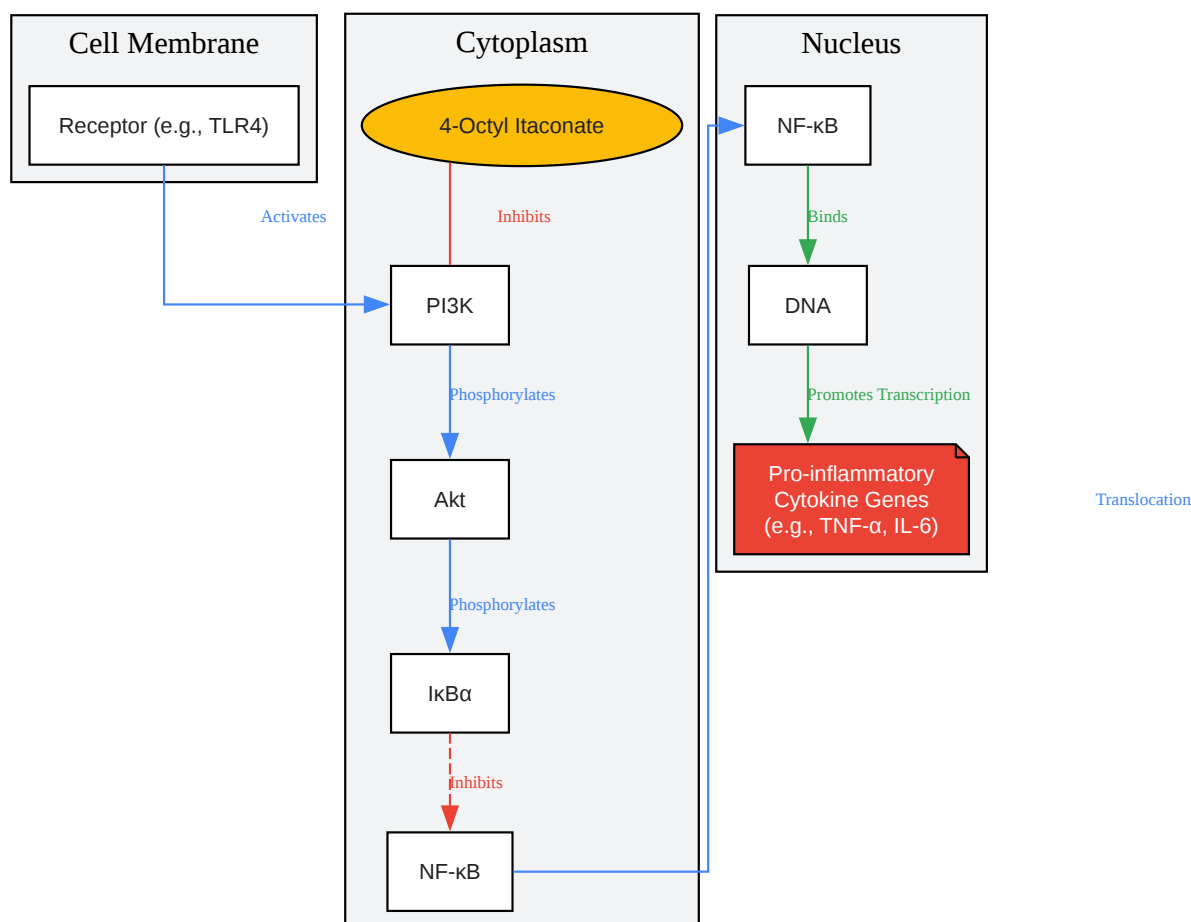 Cell Membrane
Receptor (e.g., TLR4)
Activates
Cytoplasm
4-Octyl Itaconate
Inhibits
PI3K
Phosphorylates
Akt
Phosphorylates
IκBα
Inhibits
NF-κB
Nucleus
NF-κB
Binds
DNA
Promotes Transcription
Pro-inflammatory
Cytokine Genes
(e.g., TNF-α, IL-6)
Translocation